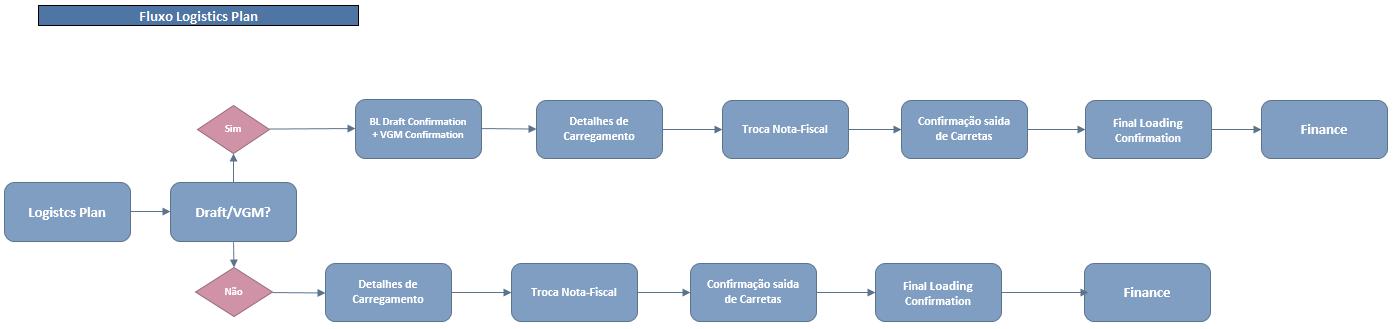 Fluxo Logistics Plan
Sim
BL Draft Confirmation
+ VGM Confirmation
Detalhes de
Carregamento
Troca Nota-Fiscal
Confirmação saida
de Carretas
Final Loading
Confirmation
Finance
Logistcs Plan
Draft/VGM?
Não
Detalhes de
Carregamento
Troca Nota-Fiscal
Confirmação saida
de Carretas
Final Loading
Confirmation
Finance